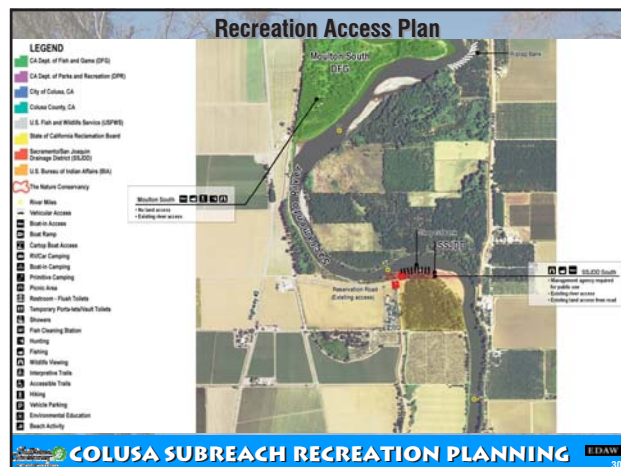 Recreation Access Plan
LEGEND
CA Dept. of Fish and Game (DFG)
CA Dept. of Parks and Recreation (DPR)
City of Colusa, CA
Colusa County, CA
U.S. Fish and Wildlife Service (USFWS)
State of California Reclamation Board
Sacramento/San Joaquin
Drainage District (SSJDD)
U.S. Bureau of Indian Affairs (BIA)
The Nature Conservancy
River Miles
Vehicular Access
Boat-in Access
Boat Ramp
Cartop Boat Access
RV/Car Camping
Boat-in Camping
Primitive Camping
Picnic Area
Restroom - Flush Toilets
Temporary Porta-lets/Vault Toilets
Showers
Fish Cleaning Station
Hunting
Fishing
Wildlife Viewing
Interpretive Trails
Accessible Trails
Hiking
Vehicle Parking
Environmental Education
Beach Activity
Moulton South
DFG
Moulton South
• No land access
• Existing river access
SSJDD
Reservation Road
(Existing access)
SSJDD South
• Management agency required
for public use
• Existing river access
• Existing land access from road
COLUSA SUBREACH RECREATION PLANNING
EDAW
30